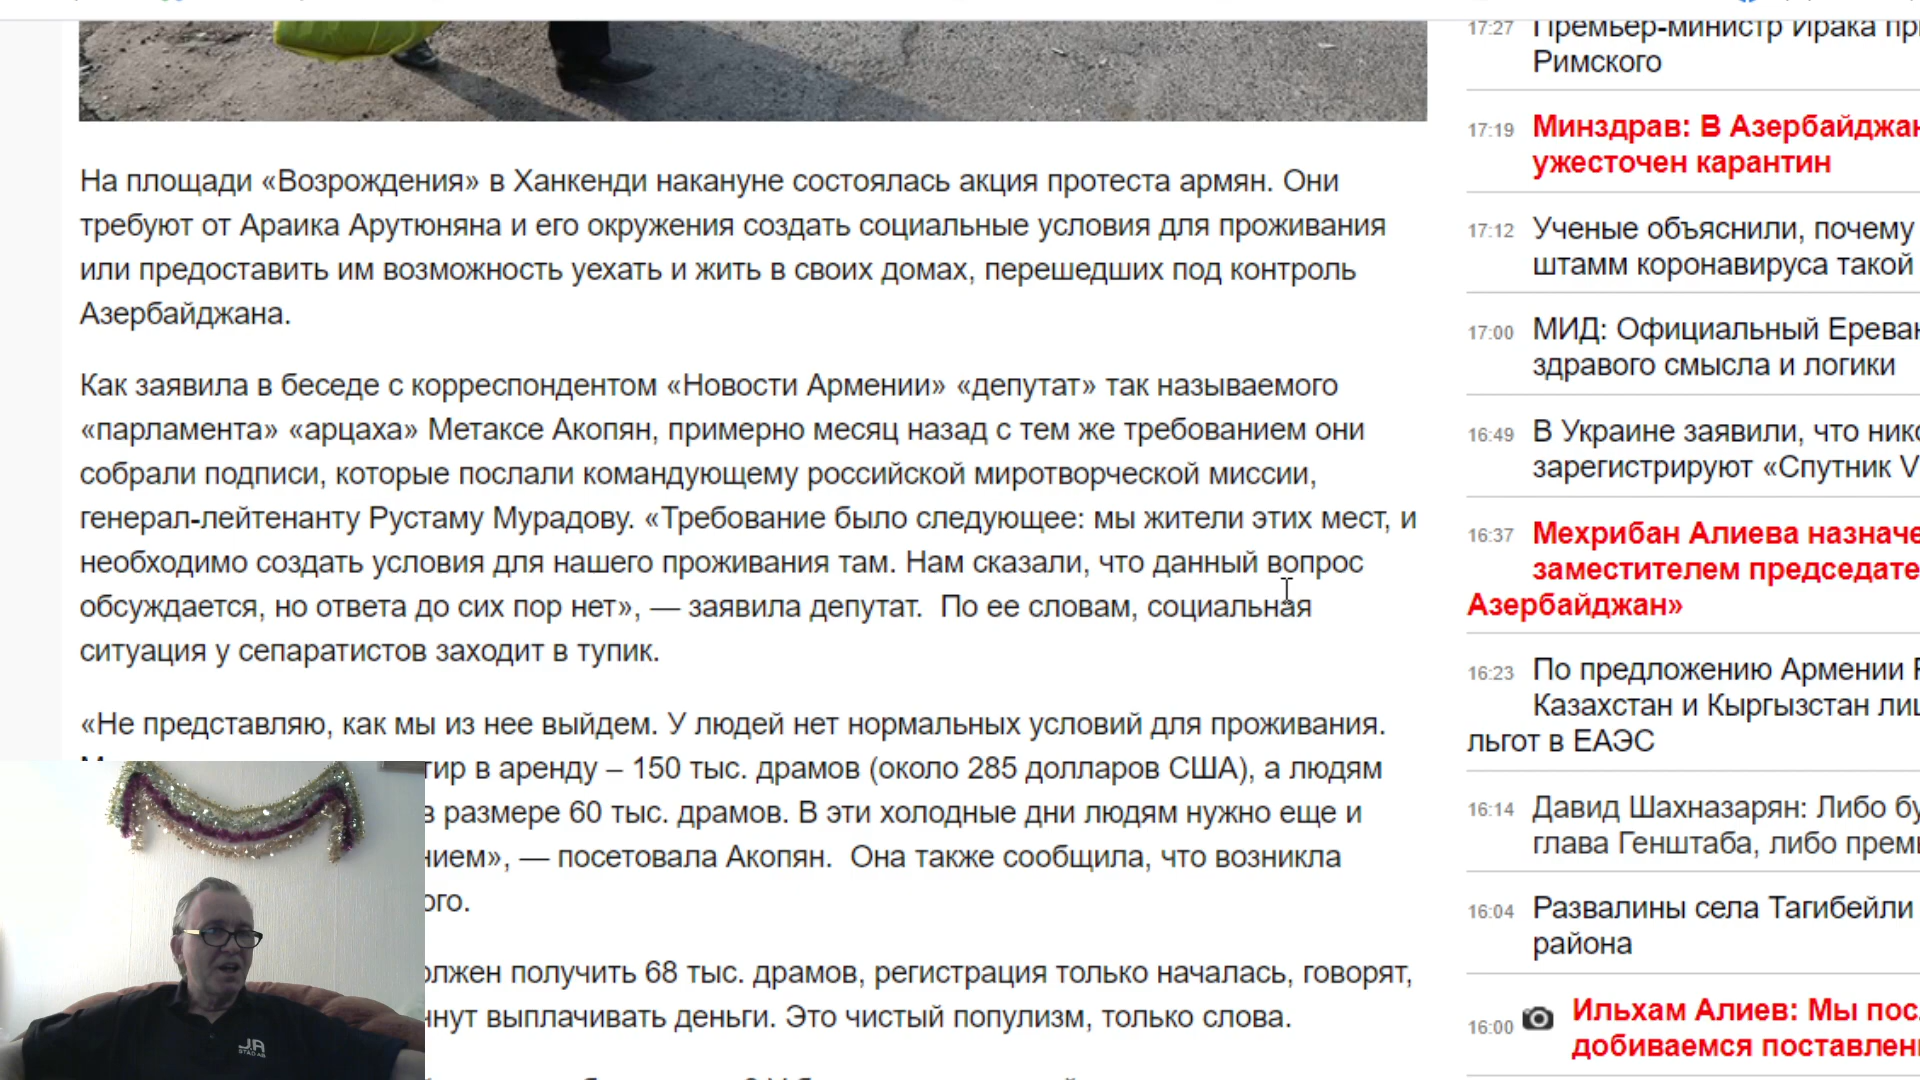 На площади «Возрождения» в Ханкенди накануне состоялась акция протеста армян. Они
требуют от Араика Арутюняна и его окружения создать социальные условия для проживания
или предоставить им возможность уехать и жить в своих домах, перешедших под контроль
Азербайджана.
Как заявила в беседе с корреспондентом «Новости Армении» «депутат» так называемого
«парламента» «арцаха» Метаксе Акопян, примерно месяц назад с тем же требованием они
собрали подписи, которые послали командующему российской миротворческой миссии,
генерал-лейтенанту Рустаму Мурадову. «Требование было следующее: мы жители этих мест, и
необходимо создать условия для нашего проживания там. Нам сказали, что данный вопрос
обсуждается, но ответа до сих пор нет», — заявила депутат. По ее словам, социальная
ситуация у сепаратистов заходит в тупик.
«Не представляю, как мы из нее выйдем. У людей нет нормальных условий для проживания.
тир в аренду – 150 тыс. драмов (около 285 долларов США), а людям
в размере 60 тыс. драмов. В эти холодные дни людям нужно еще и
нием», — посетовала Акопян. Она также сообщила, что возникла
ого.
олжен получить 68 тыс. драмов, регистрация только началась, говорят,
чнут выплачивать деньги. Это чистый популизм, только слова.
17:27 Премьер-министр Ирака пр
Римского
17:19 Минздрав: В Азербайджан
ужесточен карантин
17:12 Ученые объяснили, почему
штамм коронавируса такой
17:00 МИД: Официальный Ереван
здравого смысла и логики
16:49 В Украине заявили, что нико
зарегистрируют «Спутник V
16:37 Мехрибан Алиева назначе
заместителем председате
Азербайджан»
16:23 По предложению Армении
Казахстан и Кыргызстан ли
льгот в ЕАЭС
16:14 Давид Шахназарян: Либо бу
глава Генштаба, либо прем
16:04 Развалины села Тагибейли
района
16:00 Ильхам Алиев: Мы пос
добиваемся поставлен
JA